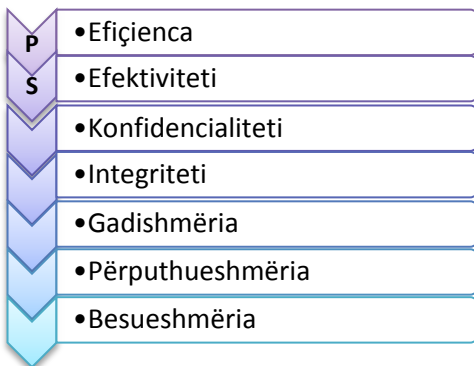 P •Efiçienca
S •Efektiviteti
•Konfidencialiteti
•Integriteti
•Gadishmëria
•Përputhueshmëria
•Besueshmëria